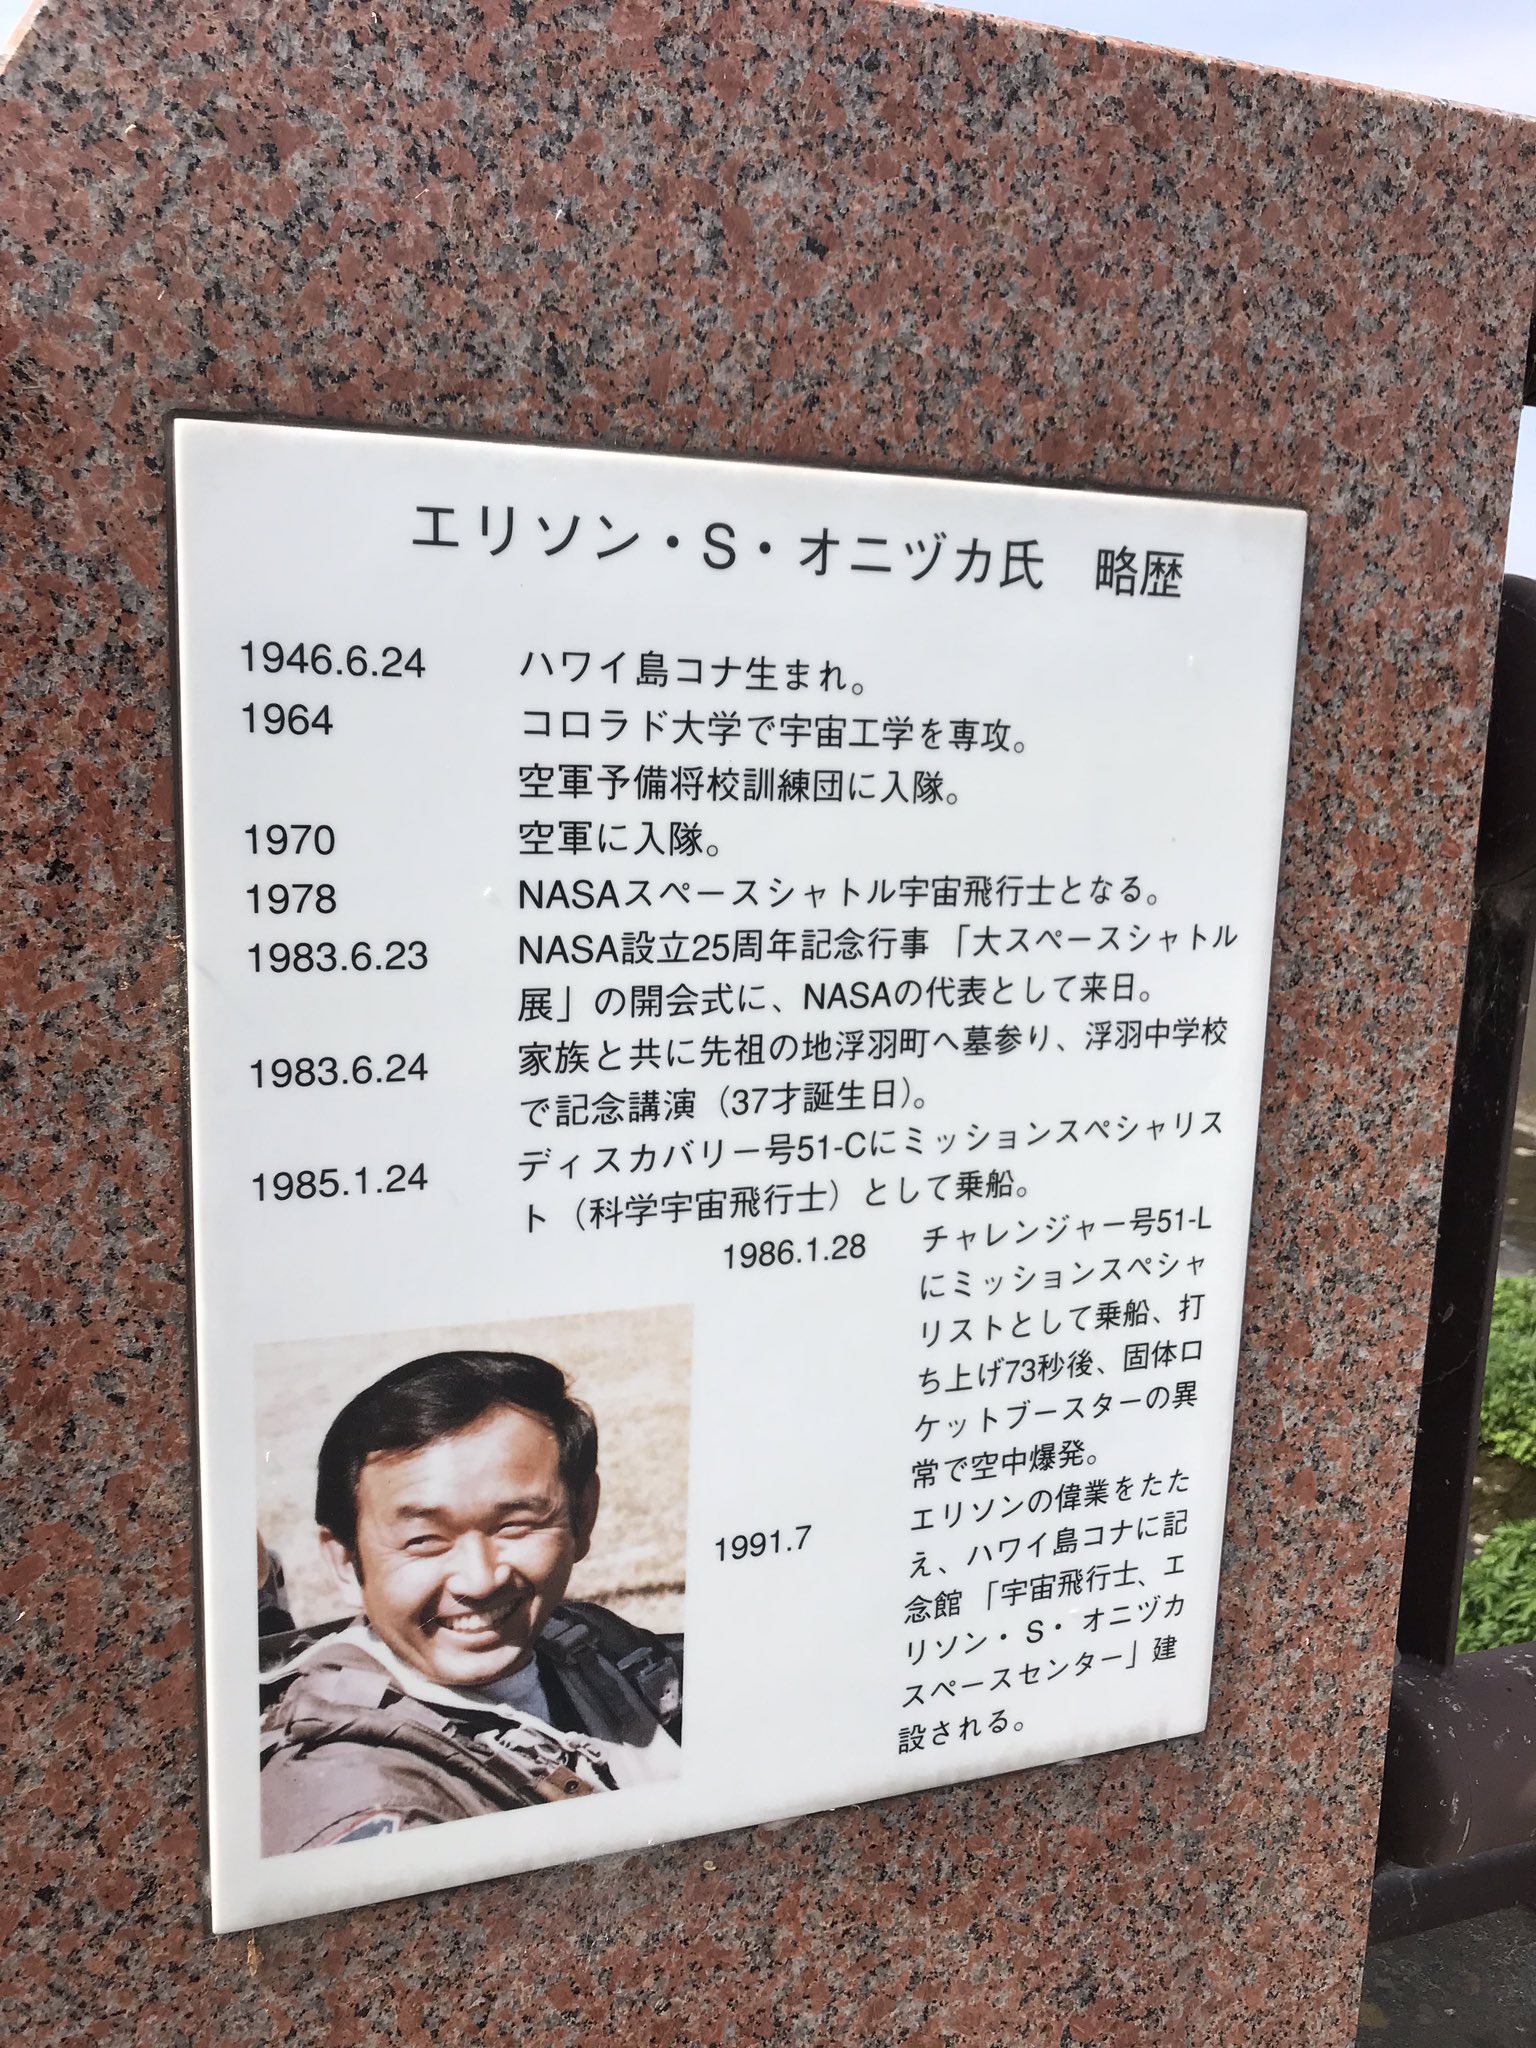 エリソン・S・オニヅカ氏　略歴
1946.6.24 ハワイ島コナ生まれ。
1964 コロラド大学で宇宙工学を専攻。
空軍予備将校訓練団に入隊。
1970 空軍に入隊。
1978 NASAスペースシャトル宇宙飛行士となる。
1983.6.23 NASA設立25周年記念行事「大スペースシャトル
展」の開会式に、NASAの代表として来日。
1983.6.24 家族と共に先祖の地浮羽町へ墓参り、浮羽中学校
で記念講演（37才誕生日）。
1985.1.24 ディスカバリー号51-Cにミッションスペシャリス
ト（科学宇宙飛行士）として乗船。
1986.1.28 チャレンジャー号51-L
にミッションスペシャ
リストとして乗船、打
ち上げ73秒後、固体ロ
ケットブースターの異
常で空中爆発。
1991.7 エリソンの偉業をたた
え、ハワイ島コナに記
念館「宇宙飛行士、エ
リソン・S・オニヅカ
スペースセンター」建
設される。